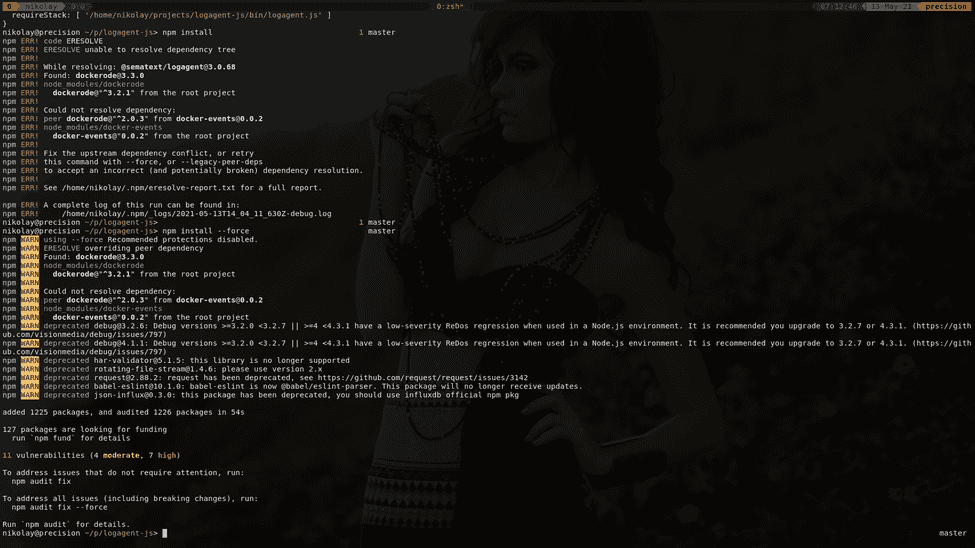 0 nikolay 0:0 0:zsh* 07:12:46 13 May 21 precision
requireStack: [ '/home/nikolay/projects/logagent-js/bin/logagent.js' ]
}
nikolay@precision ~/p/logagent-js> npm install 1 master
npm ERR! code ERESOLVE
npm ERR! ERESOLVE unable to resolve dependency tree
npm ERR!
npm ERR! While resolving: @sematext/logagent@3.0.68
npm ERR! Found: dockerode@3.3.0
npm ERR! node_modules/dockerode
npm ERR!   dockerode@"^3.2.1" from the root project
npm ERR!
npm ERR! Could not resolve dependency:
npm ERR! peer dockerode@"^2.0.3" from docker-events@0.0.2
npm ERR! node_modules/docker-events
npm ERR!   docker-events@"0.0.2" from the root project
npm ERR!
npm ERR! Fix the upstream dependency conflict, or retry
npm ERR! this command with --force, or --legacy-peer-deps
npm ERR! to accept an incorrect (and potentially broken) dependency resolution.
npm ERR!
npm ERR! See /home/nikolay/.npm/eresolve-report.txt for a full report.
npm ERR! A complete log of this run can be found in:
npm ERR!     /home/nikolay/.npm/_logs/2021-05-13T14_04_11_630Z-debug.log
nikolay@precision ~/p/logagent-js> 1 master
nikolay@precision ~/p/logagent-js> npm install --force master
npm WARN using --force Recommended protections disabled.
npm WARN ERESOLVE overriding peer dependency
npm WARN Found: dockerode@3.3.0
npm WARN node_modules/dockerode
npm WARN   dockerode@"^3.2.1" from the root project
npm WARN
npm WARN Could not resolve dependency:
npm WARN peer dockerode@"^2.0.3" from docker-events@0.0.2
npm WARN node_modules/docker-events
npm WARN   docker-events@"0.0.2" from the root project
npm WARN deprecated debug@3.2.6: Debug versions >=3.2.0 <3.2.7 || >=4 <4.3.1 have a low-severity ReDos regression when used in a Node.js environment. It is recommended you upgrade to 3.2.7 or 4.3.1. (https://gith
ub.com/visionmedia/debug/issues/797)
npm WARN deprecated debug@4.1.1: Debug versions >=3.2.0 <3.2.7 || >=4 <4.3.1 have a low-severity ReDos regression when used in a Node.js environment. It is recommended you upgrade to 3.2.7 or 4.3.1. (https://gith
ub.com/visionmedia/debug/issues/797)
npm WARN deprecated har-validator@5.1.5: this library is no longer supported
npm WARN deprecated rotating-file-stream@1.4.6: please use version 2.x
npm WARN deprecated request@2.88.2: request has been deprecated, see https://github.com/request/request/issues/3142
npm WARN deprecated babel-eslint@10.1.0: babel-eslint is now @babel/eslint-parser. This package will no longer receive updates.
npm WARN deprecated json-influx@0.3.0: this package has been deprecated, you should use influxdb official npm pkg
added 1225 packages, and audited 1226 packages in 54s
127 packages are looking for funding
run `npm fund` for details
11 vulnerabilities (4 moderate, 7 high)
To address issues that do not require attention, run:
npm audit fix
To address all issues (including breaking changes), run:
npm audit fix --force
Run `npm audit` for details.
nikolay@precision ~/p/logagent-js> master